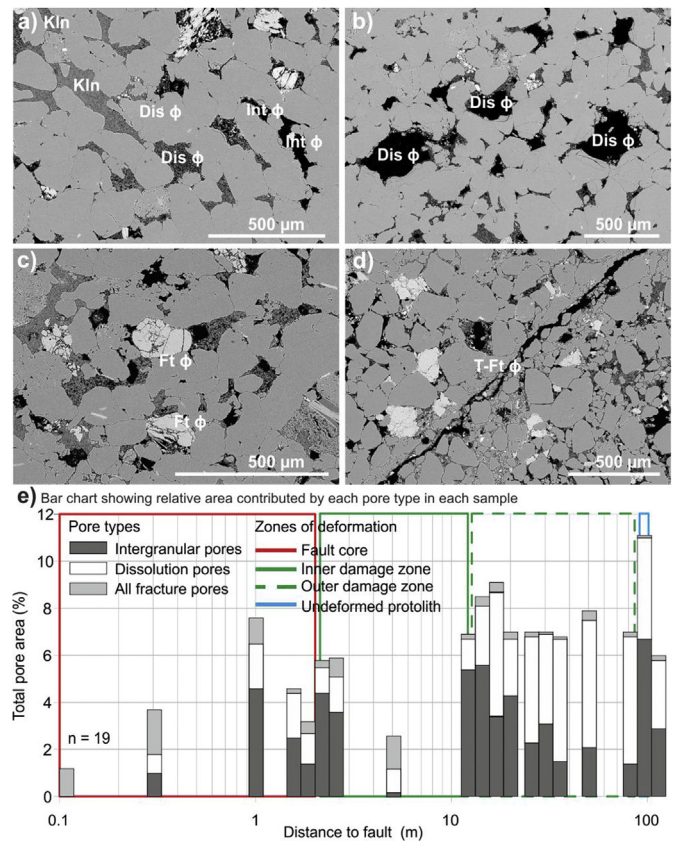 a)
Kln
Kln
Dis ϕ
Int ϕ
Int ϕ
Dis ϕ
500 µm
b)
Dis ϕ
Dis ϕ
Dis ϕ
500 µm
c)
Ft ϕ
Ft ϕ
500 µm
d)
T-Ft ϕ
500 µm
e) Bar chart showing relative area contributed by each pore type in each sample
Pore types
Intergranular pores
Dissolution pores
All fracture pores
Zones of deformation
Fault core
Inner damage zone
Outer damage zone
Undeformed protolith
n = 19
Total pore area (%)
12
10
8
6
4
2
0
0.1
1
10
100
Distance to fault (m)